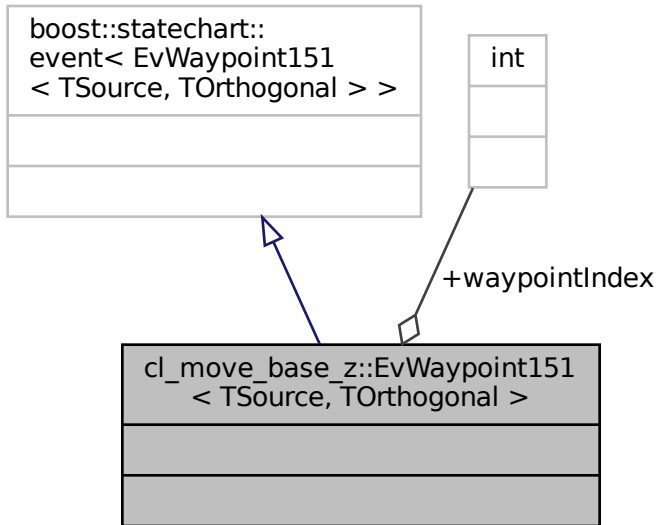 boost::statechart::
event< EvWaypoint151
< TSource, TOrthogonal > >
int
+waypointIndex
cl_move_base_z::EvWaypoint151
< TSource, TOrthogonal >